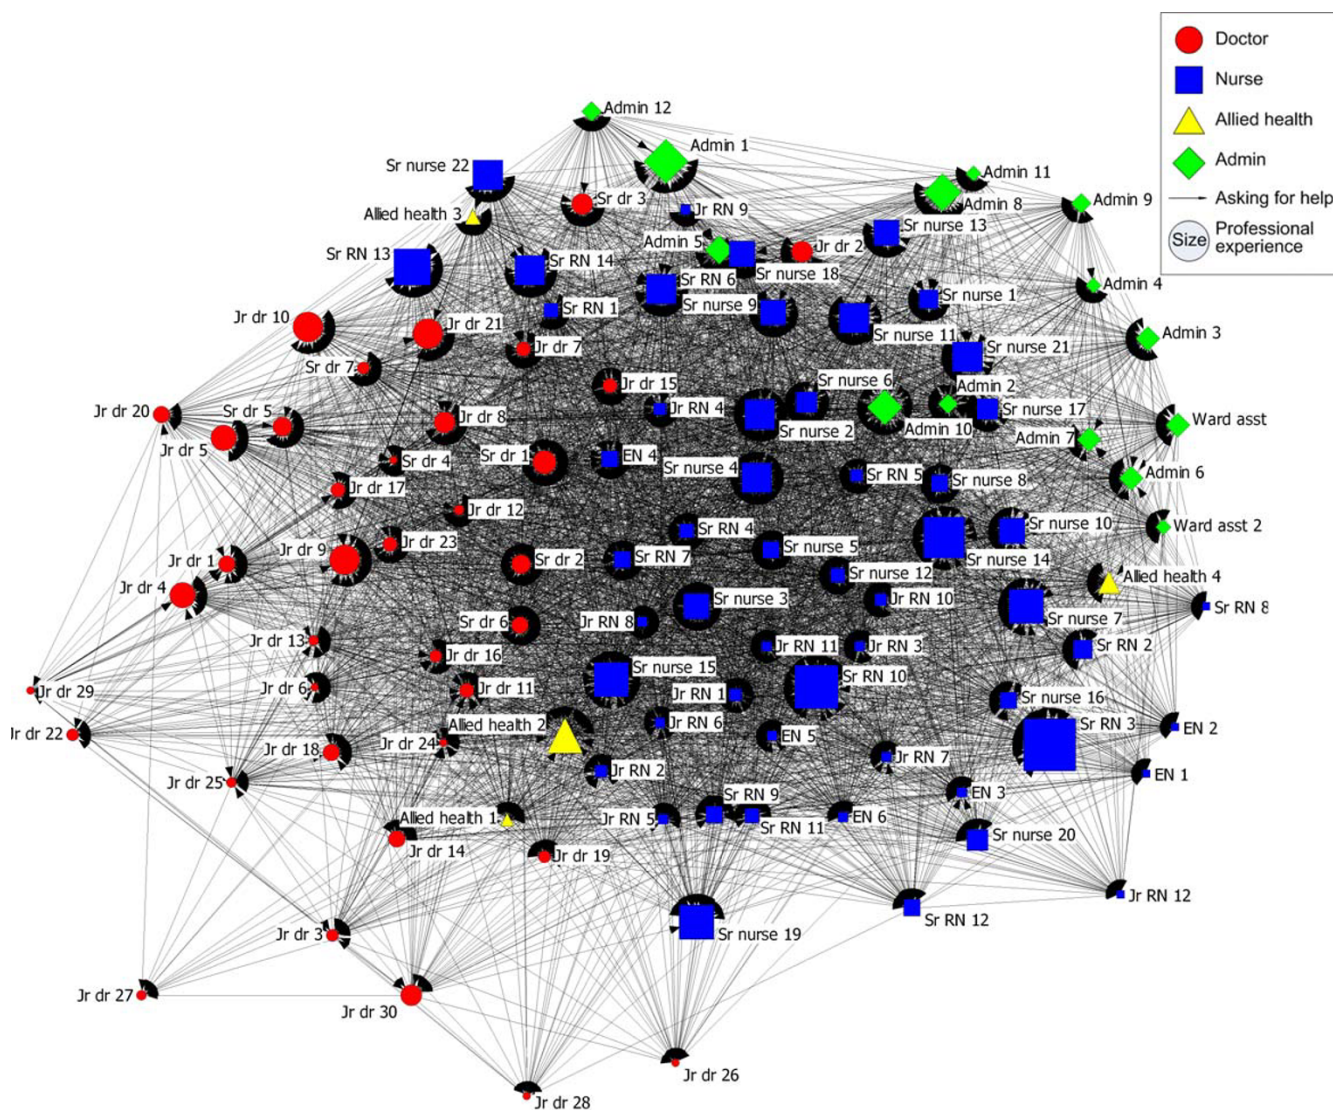 Doctor
Nurse
Allied health
Admin
Asking for help
Size
Professional
experience
Admin 12
Admin 1
Sr nurse 22
Admin 11
Allied health 3
Sr dr 3
Jr RN 9
Admin 8
Admin 9
Sr nurse 13
Admin 5
Jr dr 2
Sr RN 13
Sr RN 14
Sr nurse 18
Sr RN 6
Admin 4
Sr nurse 9
Sr nurse 1
Sr RN 1
Jr dr 10
Jr dr 21
Sr nurse 11
Admin 3
Jr dr 7
Sr nurse 21
Sr dr 7
Sr nurse 6
Jr dr 15
Admin 2
Jr dr 20
Sr dr 5
Jr dr 8
Jr RN 4
Sr nurse 2
Admin 10
Sr nurse 17
Ward asst
Jr dr 5
Admin 7
Sr dr 4
Sr dr 1
EN 4
Sr nurse 4
Sr RN 5
Sr nurse 8
Admin 6
Jr dr 17
Jr dr 12
Sr RN 4
Sr nurse 10
Ward asst 2
Jr dr 23
Jr dr 9
Jr dr 1
Sr dr 2
Sr RN 7
Sr nurse 5
Sr nurse 14
Sr nurse 12
Allied health 4
Jr dr 4
Sr nurse 3
Jr RN 10
Sr RN 8
Sr nurse 7
Sr dr 6
Jr RN 8
Jr dr 13
Jr RN 11
Jr RN 3
Sr RN 2
Jr dr 16
Sr nurse 15
Sr RN 10
Jr dr 29
Jr dr 6
Jr dr 11
Jr RN 1
Sr nurse 16
Allied health 2
Jr RN 6
Sr RN 3
EN 2
Jr dr 22
Jr dr 18
Jr dr 24
EN 5
Jr RN 7
Jr RN 2
EN 1
Jr dr 25
EN 3
Sr RN 9
Allied health 1
Jr RN 5
Sr RN 11
EN 6
Sr nurse 20
Jr dr 14
Jr dr 19
Jr RN 12
Jr dr 3
Sr nurse 19
Sr RN 12
Jr dr 27
Jr dr 30
Jr dr 26
Jr dr 28